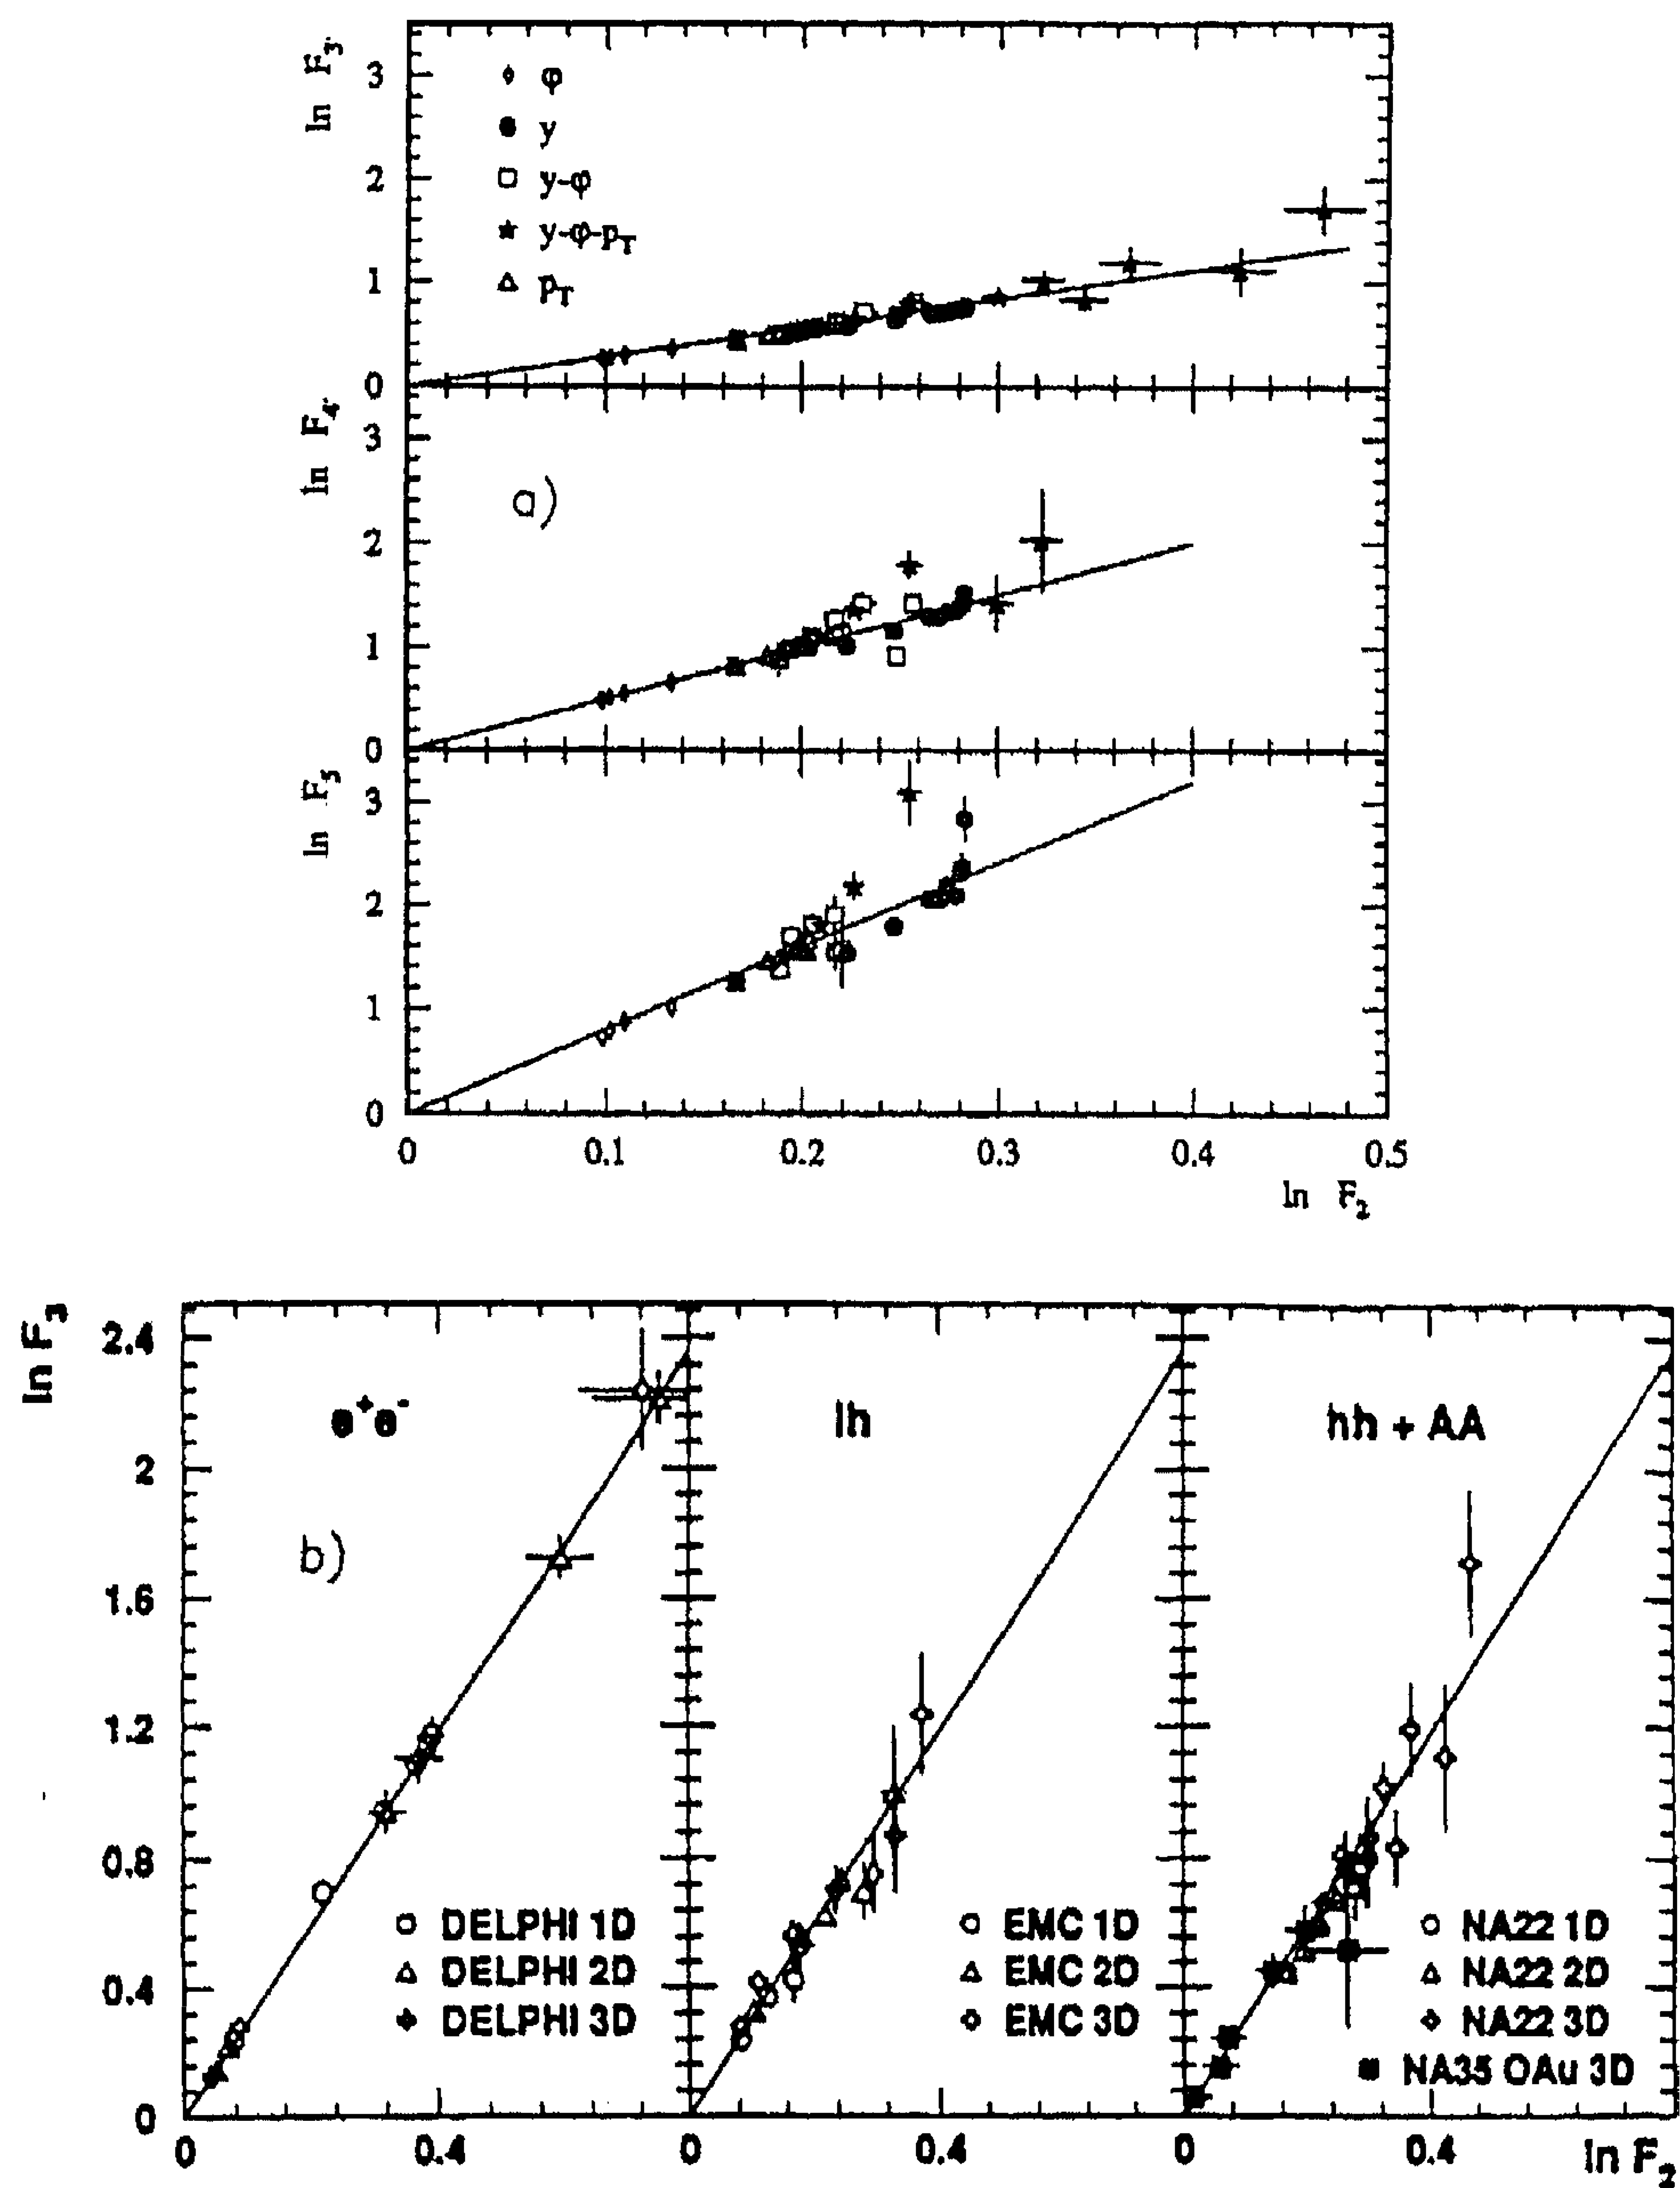 ln F3
3
2
1
0
φ
y
y-φ
y-φ-pT
pT
ln F4
3
2
1
0
a)
ln F5
3
2
1
0
0 0.1 0.2 0.3 0.4 0.5
ln F2
ln F3
2.4
2
1.6
1.2
0.8
0.4
0
e+e-
lh
hh + AA
b)
DELPHI 1D
DELPHI 2D
DELPHI 3D
EMC 1D
EMC 2D
EMC 3D
NA22 1D
NA22 2D
NA22 3D
NA35 OAu 3D
0 0.4 0 0.4 0 0.4
ln F2